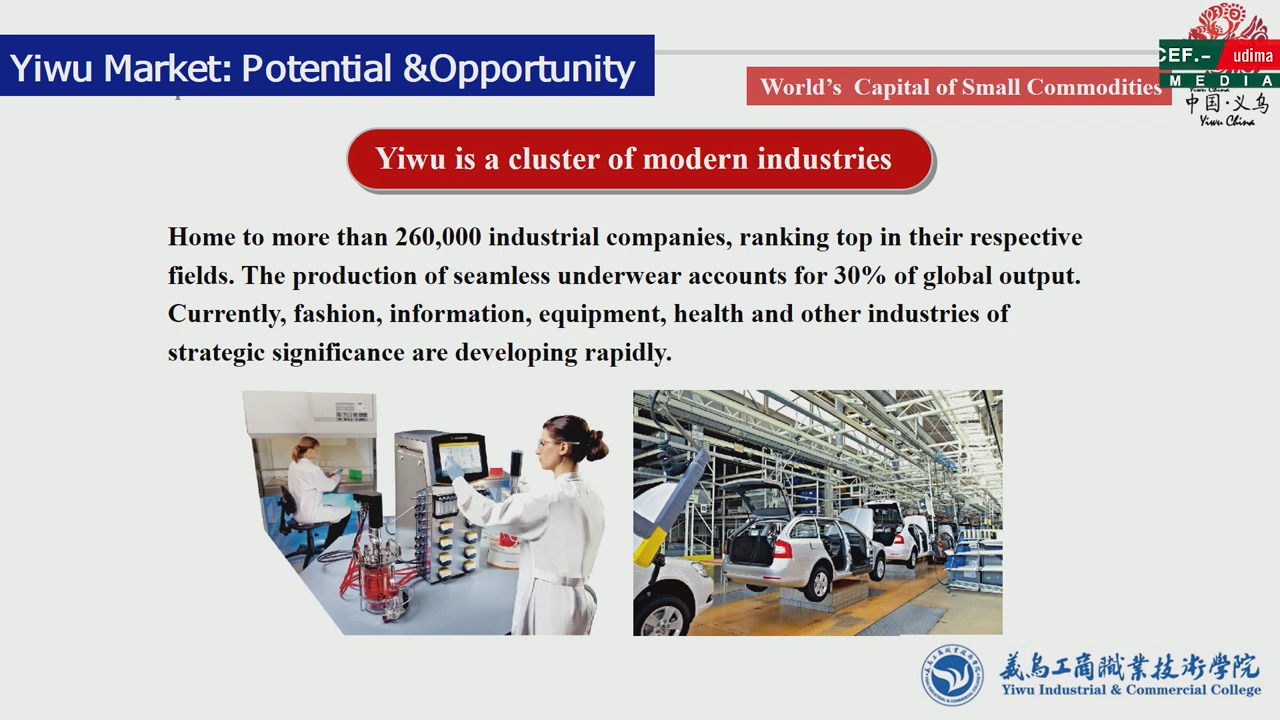 Yiwu Market: Potential &Opportunity
World's Capital of Small Commodities
CEF.- udima
MEDIA
中国·义乌
Yiwu China
Yiwu is a cluster of modern industries
Home to more than 260,000 industrial companies, ranking top in their respective
fields. The production of seamless underwear accounts for 30% of global output.
Currently, fashion, information, equipment, health and other industries of
strategic significance are developing rapidly.
義烏工商職業技術學院
Yiwu Industrial & Commercial College